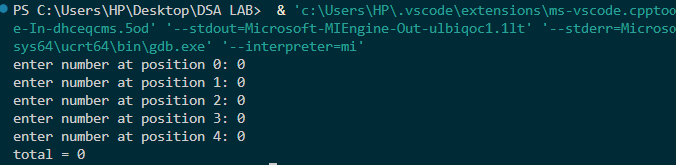 PS C:\Users\HP\Desktop\DSA LAB>  & 'c:\Users\HP\.vscode\extensions\ms-vscode.cpptoo
e-In-dheeqcms.5od' '--stdout=Microsoft-MIEngine-Out-ulbiqoc1.1lt' '--stderr=Microso
sys64\ucrt64\bin\gdb.exe' '--interpreter=mi'
enter number at position 0: 0
enter number at position 1: 0
enter number at position 2: 0
enter number at position 3: 0
enter number at position 4: 0
total = 0